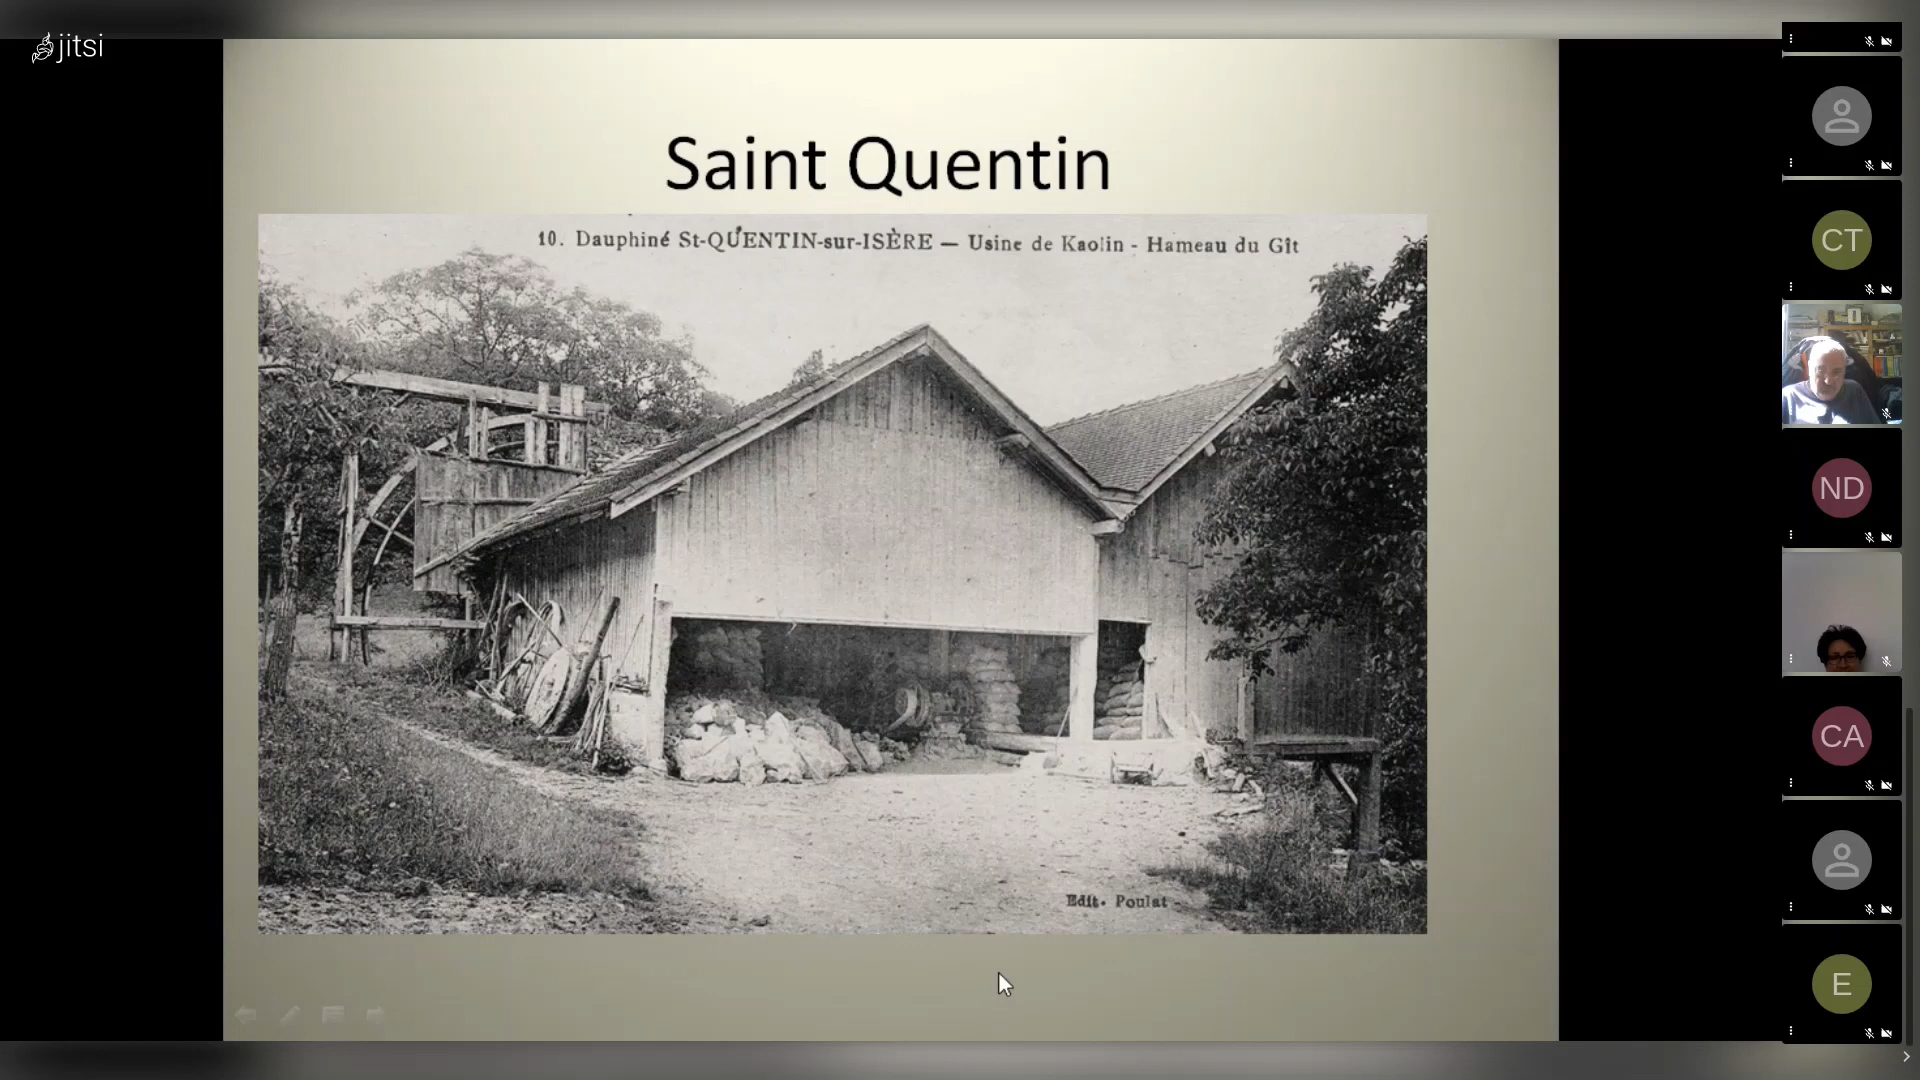 jitsi
Saint Quentin
10. Dauphiné St-QUENTIN-sur-ISÈRE — Usine de Kaolin - Hameau du Gît
Edit. Poulat
CT
ND
CA
E